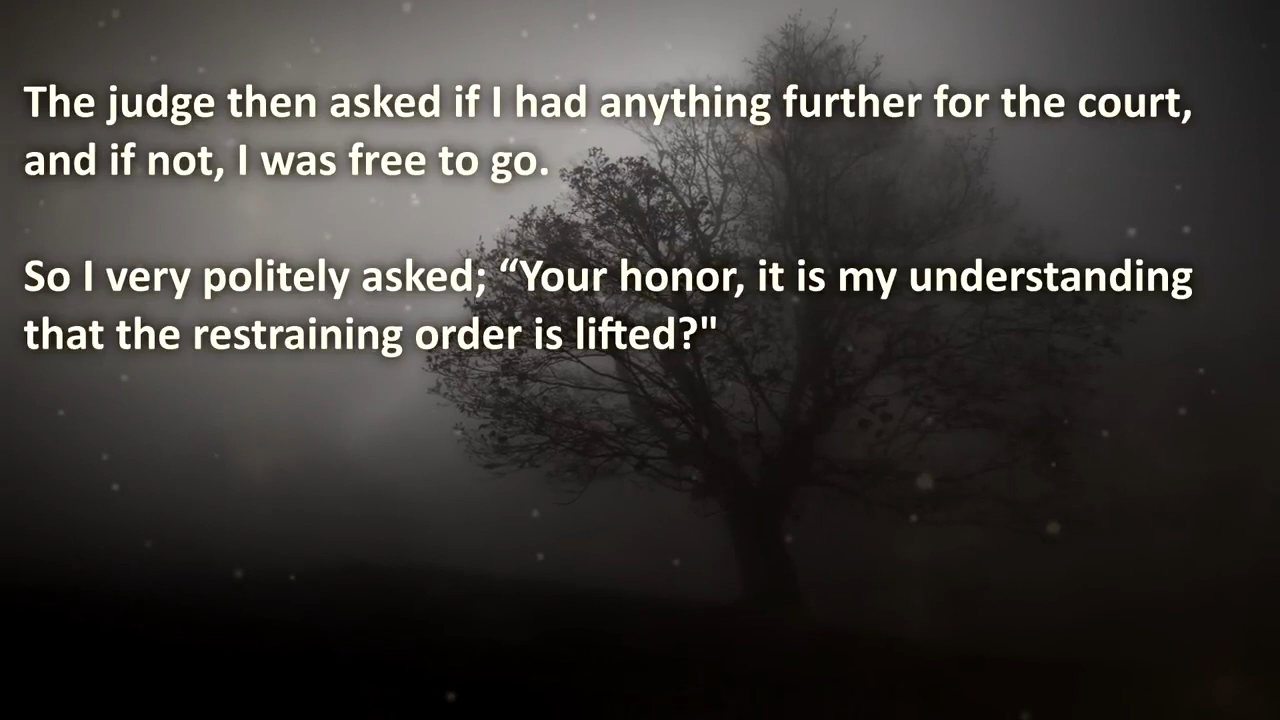 The judge then asked if I had anything further for the court,
and if not, I was free to go.
So I very politely asked; “Your honor, it is my understanding
that the restraining order is lifted?"